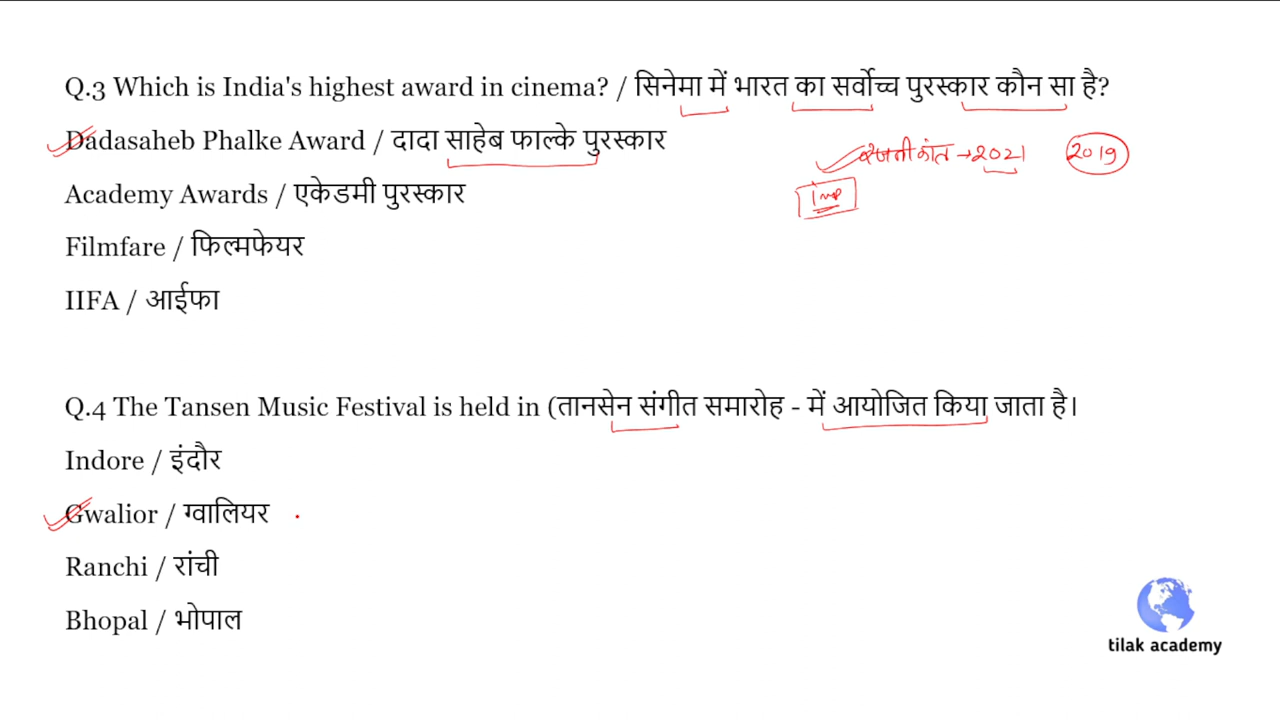 Q.3 Which is India's highest award in cinema? / सिनेमा में भारत का सर्वोच्च पुरस्कार कौन सा है?
Dadasaheb Phalke Award / दादा साहेब फाल्के पुरस्कार
रजनीकांत → 2021 2019
Imp
Academy Awards / एकेडमी पुरस्कार
Filmfare / फिल्मफेयर
IIFA / आईफा
Q.4 The Tansen Music Festival is held in (तानसेन संगीत समारोह - में आयोजित किया जाता है।
Indore / इंदौर
Gwalior / ग्वालियर
Ranchi / रांची
Bhopal / भोपाल
tilak academy